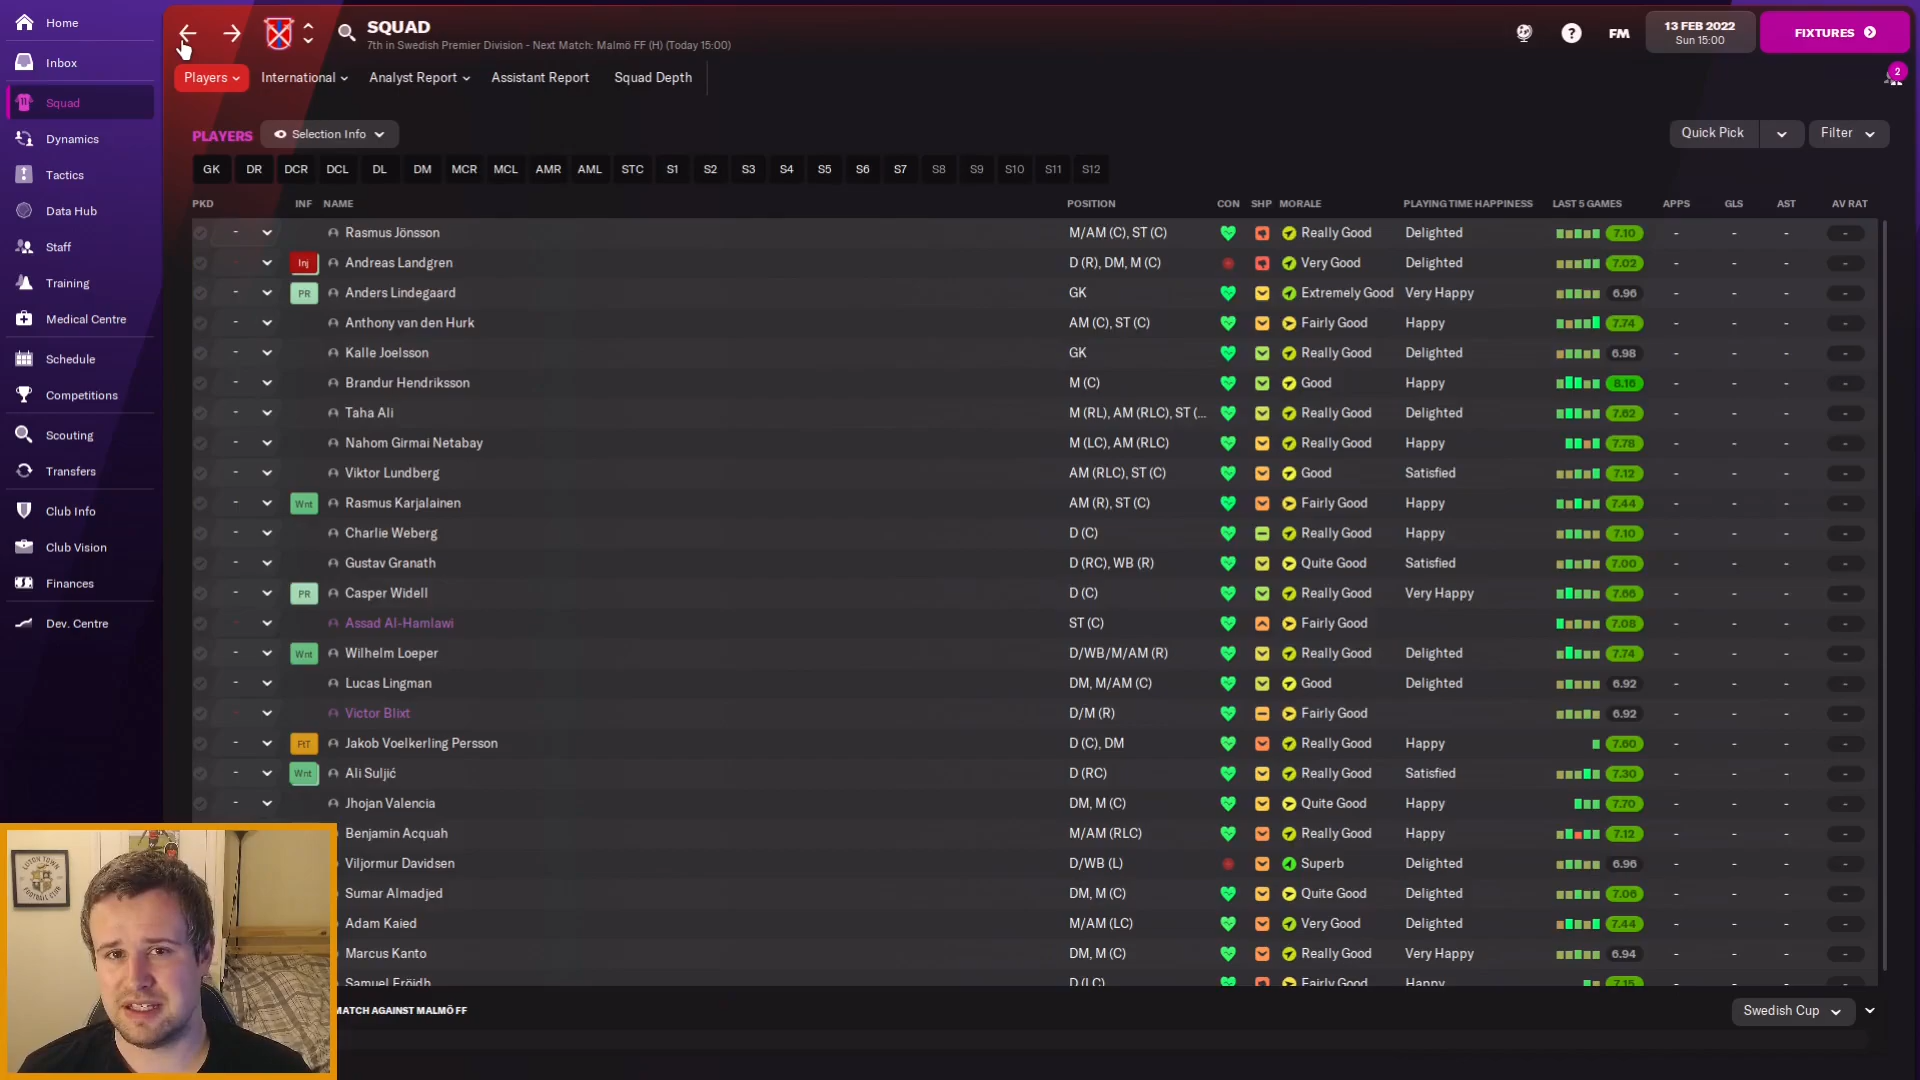 Home
Inbox
Squad
Dynamics
Tactics
Data Hub
Staff
Training
Medical Centre
Schedule
Competitions
Scouting
Transfers
Club Info
Club Vision
Finances
Dev. Centre
SQUAD
7th in Swedish Premier Division - Next Match: Malmö FF (H) (Today 15:00)
FM
13 FEB 2022
Sun 15:00
FIXTURES
2
Players International Analyst Report Assistant Report Squad Depth
PLAYERS Selection Info Quick Pick Filter
GK DR DCR DCL DL DM MCR MCL AMR AML STC S1 S2 S3 S4 S5 S6 S7 S8 S9 S10 S11 S12
PKD INF NAME POSITION CON SHP MORALE PLAYING TIME HAPPINESS LAST 5 GAMES APPS GLS AST AV RAT
- Rasmus Jönsson M/AM (C), ST (C) Really Good Delighted 7.10 - - - -
- Inj Andreas Landgren D (R), DM, M (C) Very Good Delighted 7.02 - - - -
- PR Anders Lindegaard GK Extremely Good Very Happy 6.96 - - - -
- Anthony van den Hurk AM (C), ST (C) Fairly Good Happy 7.74 - - - -
- Kalle Joelsson GK Really Good Delighted 6.98 - - - -
- Brandur Hendriksson M (C) Good Happy 8.16 - - - -
- Taha Ali M (RL), AM (RLC), ST (... Really Good Delighted 7.62 - - - -
- Nahom Girmai Netabay M (LC), AM (RLC) Really Good Happy 7.78 - - - -
- Viktor Lundberg AM (RLC), ST (C) Good Satisfied 7.12 - - - -
- Wnt Rasmus Karjalainen AM (R), ST (C) Fairly Good Happy 7.44 - - - -
- Charlie Weberg D (C) Really Good Happy 7.10 - - - -
- Gustav Granath D (RC), WB (R) Quite Good Satisfied 7.00 - - - -
- PR Casper Widell D (C) Really Good Very Happy 7.66 - - - -
- Assad Al-Hamlawi ST (C) Fairly Good 7.08 - - - -
- Wnt Wilhelm Loeper D/WB/M/AM (R) Really Good Delighted 7.74 - - - -
- Lucas Lingman DM, M/AM (C) Good Delighted 6.92 - - - -
- Victor Blixt D/M (R) Fairly Good 6.92 - - - -
- FtT Jakob Voelkerling Persson D (C), DM Really Good Happy 7.60 - - - -
- Wnt Ali Suljić D (RC) Really Good Satisfied 7.30 - - - -
- Jhojan Valencia DM, M (C) Quite Good Happy 7.70 - - - -
Benjamin Acquah M/AM (RLC) Really Good Happy 7.12 - - - -
Viljormur Davidsen D/WB (L) Superb Delighted 6.96 - - - -
Sumar Almadjed DM, M (C) Quite Good Delighted 7.06 - - - -
Adam Kaied M/AM (LC) Very Good Delighted 7.44 - - - -
Marcus Kanto DM, M (C) Really Good Very Happy 6.94 - - - -
Samuel Fröidh D (LC) Fairly Good Happy 7.15 - - - -
MATCH AGAINST MALMÖ FF Swedish Cup
LUTON TOWN
FOOTBALL CLUB